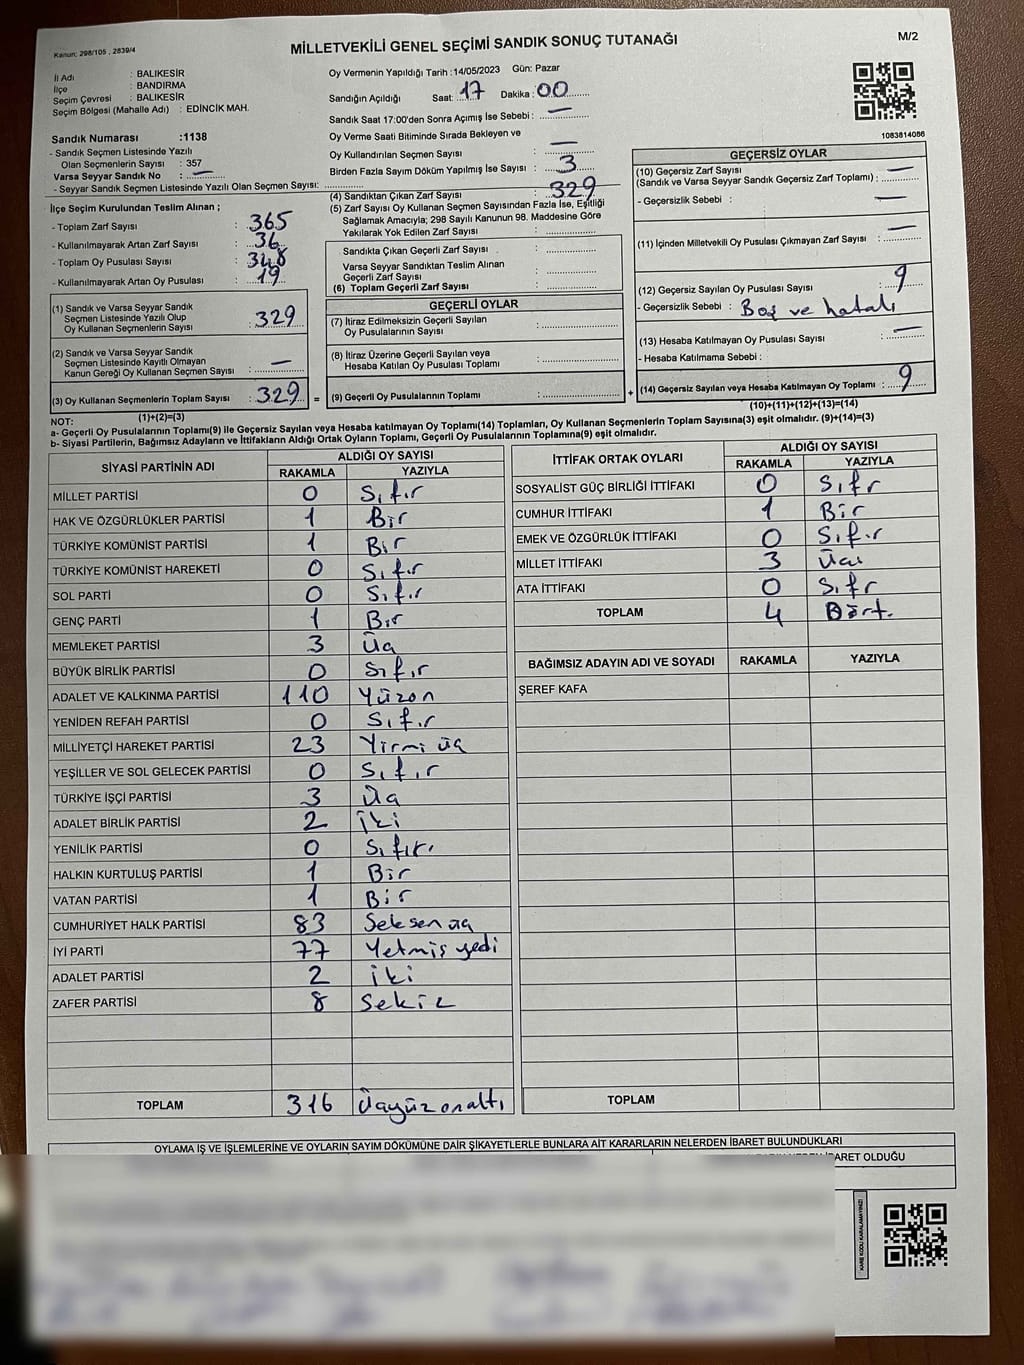 Kanun: 298/105 , 2839/4
MİLLETVEKİLİ GENEL SEÇİMİ SANDIK SONUÇ TUTANAĞI
M/2
İl Adı : BALIKESİR
İlçe : BANDIRMA
Seçim Çevresi : BALIKESİR
Seçim Bölgesi (Mahalle Adı) : EDİNCİK MAH.
Sandık Numarası :1138
- Sandık Seçmen Listesinde Yazılı
Olan Seçmenlerin Sayısı : 357
Varsa Seyyar Sandık No : —
- Seyyar Sandık Seçmen Listesinde Yazılı Olan Seçmen Sayısı:
Oy Vermenin Yapıldığı Tarih :14/05/2023 Gün: Pazar
Sandığın Açıldığı Saat: 17 Dakika : 00
Sandık Saat 17:00'den Sonra Açımış İse Sebebi : —
Oy Verme Saati Bitiminde Sırada Bekleyen ve
Oy Kullandırılan Seçmen Sayısı : —
Birden Fazla Sayım Döküm Yapılmış İse Sayısı : 3
1083814086
İlçe Seçim Kurulundan Teslim Alınan ;
- Toplam Zarf Sayısı : 365
- Kullanılmayarak Artan Zarf Sayısı : 36
- Toplam Oy Pusulası Sayısı : 348
- Kullanılmayarak Artan Oy Pusulası : 19
(1) Sandık ve Varsa Seyyar Sandık
Seçmen Listesinde Yazılı Olup
Oy Kullanan Seçmenlerin Sayısı : 329
(2) Sandık ve Varsa Seyyar Sandık
Seçmen Listesinde Kayıtlı Olmayan
Kanun Gereği Oy Kullanan Seçmen Sayısı : —
(3) Oy Kullanan Seçmenlerin Toplam Sayısı : 329 =
(1)+(2)=(3)
(4) Sandıktan Çıkan Zarf Sayısı : 329
(5) Zarf Sayısı Oy Kullanan Seçmen Sayısından Fazla İse, Eşitliği
Sağlamak Amacıyla; 298 Sayılı Kanunun 98. Maddesine Göre
Yakılarak Yok Edilen Zarf Sayısı :
Sandıkta Çıkan Geçerli Zarf Sayısı :
Varsa Seyyar Sandıktan Teslim Alınan
Geçerli Zarf Sayısı :
(6) Toplam Geçerli Zarf Sayısı :
GEÇERLİ OYLAR
(7) İtiraz Edilmeksizin Geçerli Sayılan
Oy Pusulalarının Sayısı :
(8) İtiraz Üzerine Geçerli Sayılan veya
Hesaba Katılan Oy Pusulası Toplamı :
(9) Geçerli Oy Pusulalarının Toplamı : +
GEÇERSİZ OYLAR
(10) Geçersiz Zarf Sayısı
(Sandık ve Varsa Seyyar Sandık Geçersiz Zarf Toplamı) : —
- Geçersizlik Sebebi : —
(11) İçinden Milletvekili Oy Pusulası Çıkmayan Zarf Sayısı : —
(12) Geçersiz Sayılan Oy Pusulası Sayısı : 9
- Geçersizlik Sebebi : Boş ve hatalı
(13) Hesaba Katılmayan Oy Pusulası Sayısı : —
- Hesaba Katılmama Sebebi :
(14) Geçersiz Sayılan veya Hesaba Katılmayan Oy Toplamı : 9
(10)+(11)+(12)+(13)=(14)
NOT:
a- Geçerli Oy Pusulasının Toplamı(9) ile Geçersiz Sayılan veya Hesaba katılmayan Oy Toplamı(14) Toplamları, Oy Kullanan Seçmenlerin Toplam Sayısına(3) eşit olmalıdır. (9)+(14)=(3)
b- Siyasi Partilerin, Bağımsız Adayların ve İttifakların Aldığı Ortak Oyların Toplamı, Geçerli Oy Pusulalarının Toplamına(9) eşit olmalıdır.
SİYASİ PARTİNİN ADI
ALDIĞI OY SAYISI
RAKAMLA YAZIYLA
MİLLET PARTİSİ 0 Sıfır
HAK VE ÖZGÜRLÜKLER PARTİSİ 1 Bir
TÜRKİYE KOMÜNİST PARTİSİ 1 Bir
TÜRKİYE KOMÜNİST HAREKETİ 0 Sıfır
SOL PARTİ 0 Sıfır
GENÇ PARTİ 1 Bir
MEMLEKET PARTİSİ 3 Üç
BÜYÜK BİRLİK PARTİSİ 0 Sıfır
ADALET VE KALKINMA PARTİSİ 110 Yüzon
YENİDEN REFAH PARTİSİ 0 Sıfır
MİLLİYETÇİ HAREKET PARTİSİ 23 Yirmi üç
YEŞİLLER VE SOL GELECEK PARTİSİ 0 Sıfır
TÜRKİYE İŞÇİ PARTİSİ 3 Üç
ADALET BİRLİK PARTİSİ 2 İki
YENİLİK PARTİSİ 0 Sıfır
HALKIN KURTULUŞ PARTİSİ 1 Bir
VATAN PARTİSİ 1 Bir
CUMHURİYET HALK PARTİSİ 83 Seksen üç
İYİ PARTİ 77 Yetmiş yedi
ADALET PARTİSİ 2 İki
ZAFER PARTİSİ 8 Sekiz
TOPLAM 316 Üçyüzonaltı
İTTİFAK ORTAK OYLARI
ALDIĞI OY SAYISI
RAKAMLA YAZIYLA
SOSYALİST GÜÇ BİRLİĞİ İTTİFAKI 0 Sıfır
CUMHUR İTTİFAKI 1 Bir
EMEK VE ÖZGÜRLÜK İTTİFAKI 0 Sıfır
MİLLET İTTİFAKI 3 Üç
ATA İTTİFAKI 0 Sıfır
TOPLAM 4 Dört.
BAĞIMSIZ ADAYIN ADI VE SOYADI RAKAMLA YAZIYLA
ŞEREF KAFA
TOPLAM
OYLAMA İŞ VE İŞLEMLERİNE VE OYLARIN SAYIM DÖKÜMÜNE DAİR ŞİKAYETLERLE BUNLARA AİT KARARLARIN NELERDEN İBARET BULUNDUKLARI
OLDUĞU
KARE KODU KARALAMAYINIZ!